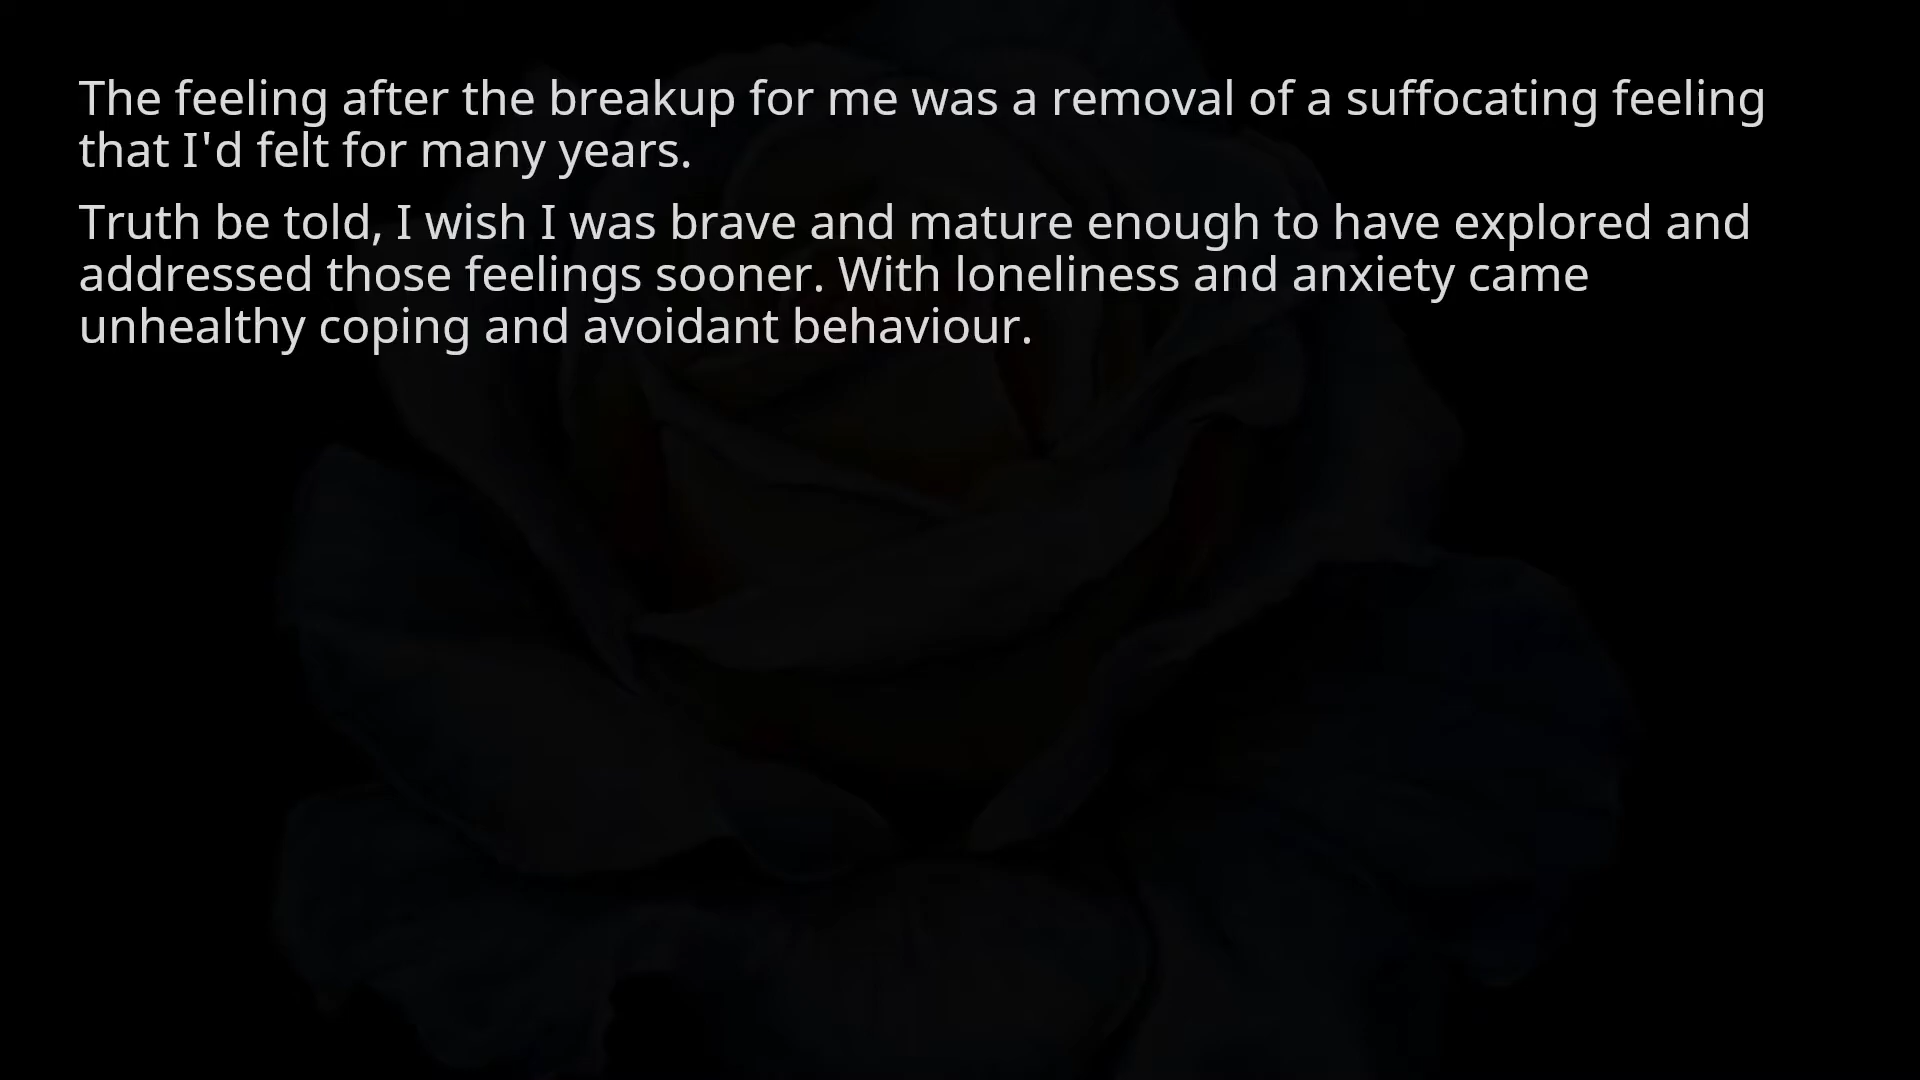 The feeling after the breakup for me was a removal of a suffocating feeling
that I'd felt for many years.
Truth be told, I wish I was brave and mature enough to have explored and
addressed those feelings sooner. With loneliness and anxiety came
unhealthy coping and avoidant behaviour.